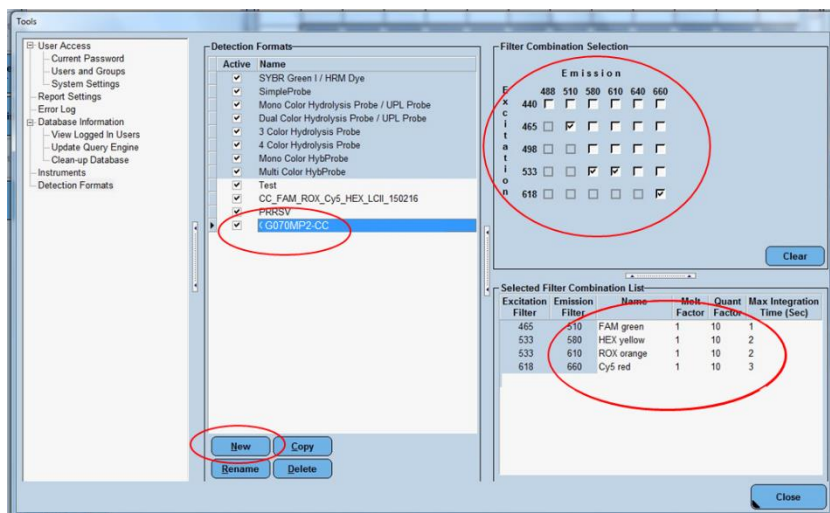 Tools
User Access
Current Password
Users and Groups
System Settings
Report Settings
Error Log
Database Information
View Logged In Users
Update Query Engine
Clean-up Database
Instruments
Detection Formats
Detection Formats
Active Name
SYBR Green I / HRM Dye
SimpleProbe
Mono Color Hydrolysis Probe / UPL Probe
Dual Color Hydrolysis Probe / UPL Probe
3 Color Hydrolysis Probe
4 Color Hydrolysis Probe
Mono Color HybProbe
Multi Color HybProbe
Test
CC_FAM_ROX_Cy5_HEX_LCII_150216
PRRSV
G070MP2-CC
New Copy
Rename Delete
Filter Combination Selection
Emission
Excitation
488 510 580 610 640 660
440
465
498
533
618
Clear
Selected Filter Combination List
Excitation Filter Emission Filter Name Melt Factor Quant Factor Max Integration Time (Sec)
465 510 FAM green 1 10 1
533 580 HEX yellow 1 10 2
533 610 ROX orange 1 10 2
618 660 Cy5 red 1 10 3
Close